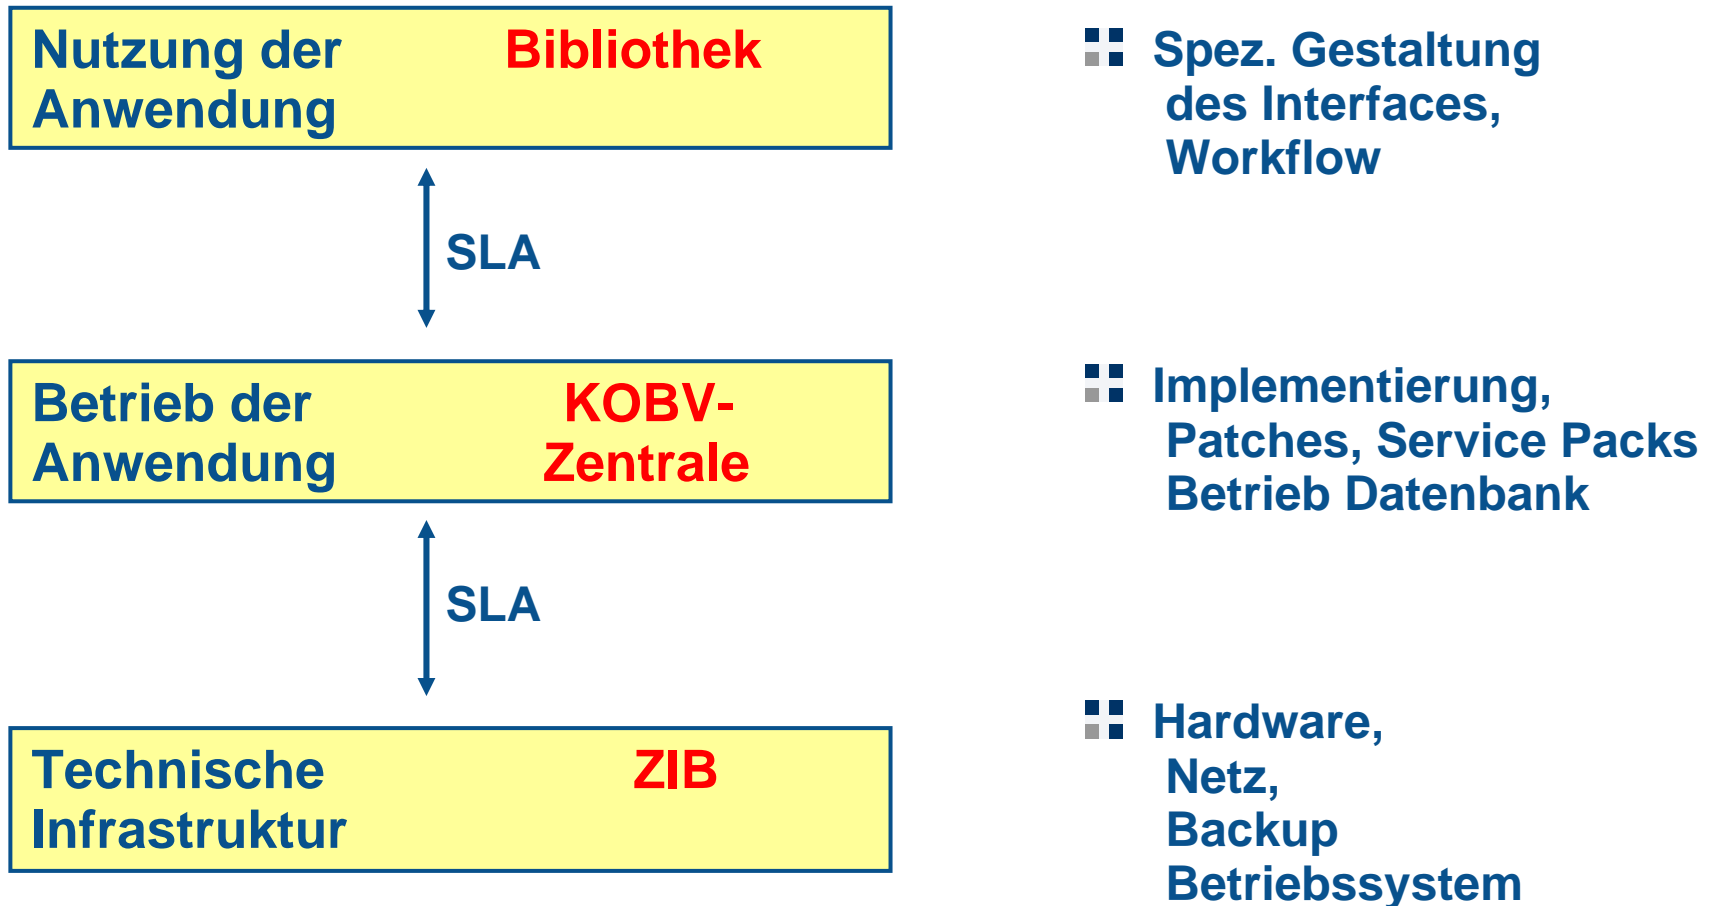 Nutzung der Bibliothek
Anwendung
Spez. Gestaltung
des Interfaces,
Workflow
SLA
Betrieb der KOBV-
Anwendung Zentrale
Implementierung,
Patches, Service Packs
Betrieb Datenbank
SLA
Technische ZIB
Infrastruktur
Hardware,
Netz,
Backup
Betriebssystem